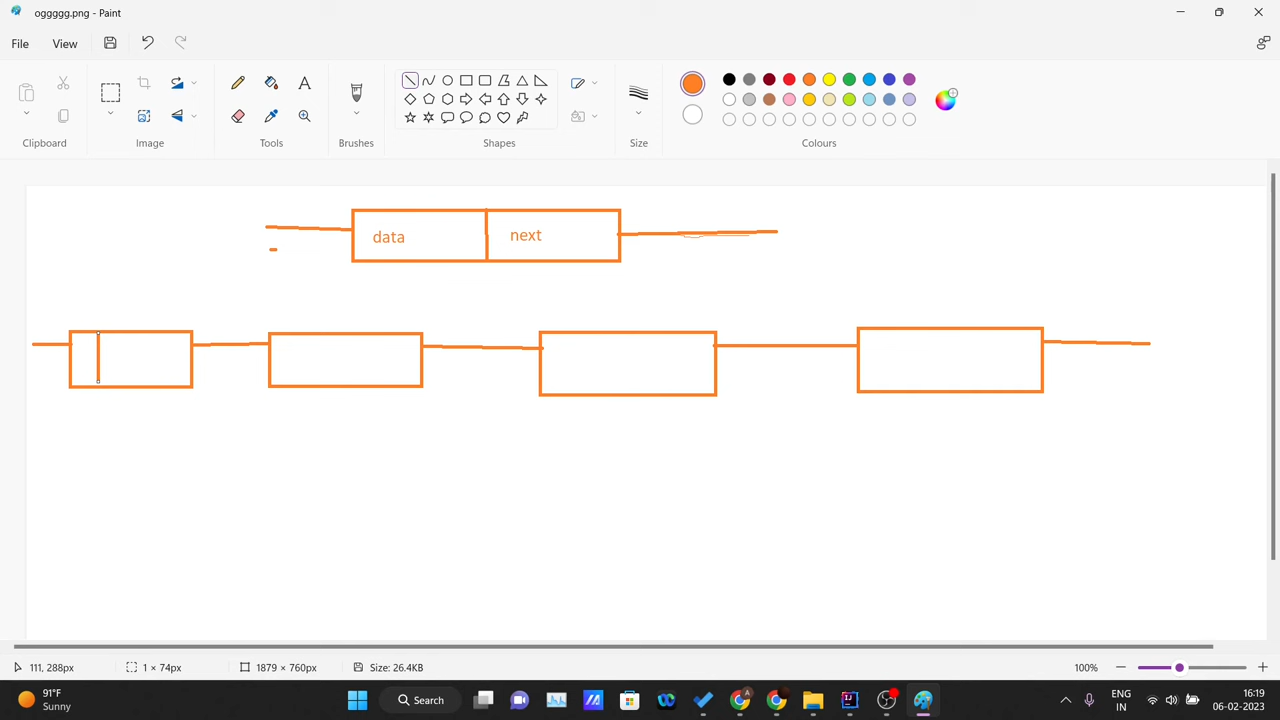 oggggg.png - Paint
File View
Clipboard Image Tools Brushes Shapes Size Colours
data next
111, 288px 1 × 74px 1879 × 760px Size: 26.4KB 100%
91°F
Sunny
Search
ENG
IN
16:19
06-02-2023